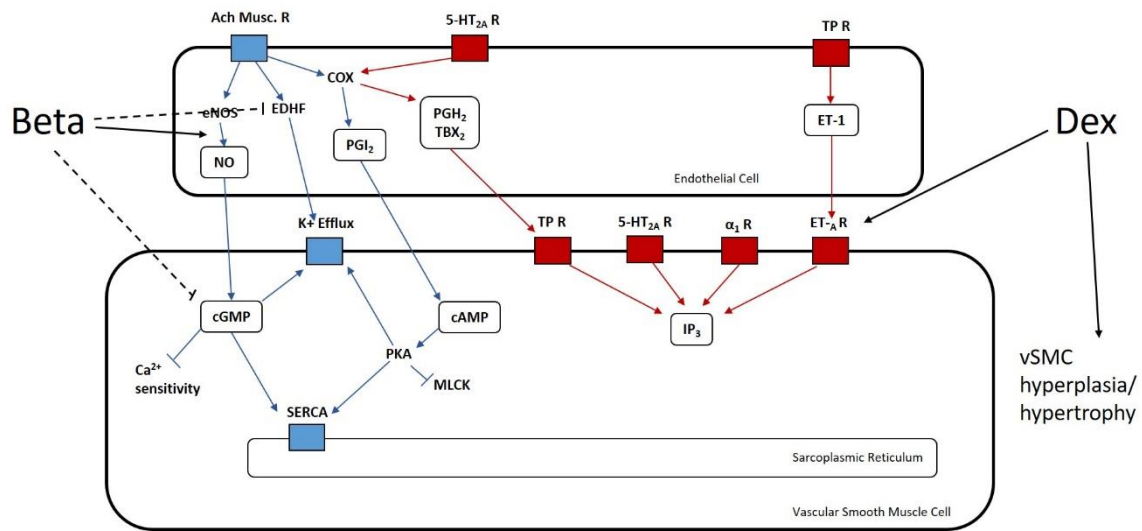 Ach Musc. R
5-HT2A R
TP R
COX
eNOS
EDHF
Beta
PGH2
TBX2
ET-1
Dex
NO
PGI2
Endothelial Cell
K+ Efflux
TP R
5-HT2A R
α1 R
ET-A R
cGMP
cAMP
IP3
PKA
Ca2+
sensitivity
MLCK
vSMC
hyperplasia/
hypertrophy
SERCA
Sarcoplasmic Reticulum
Vascular Smooth Muscle Cell